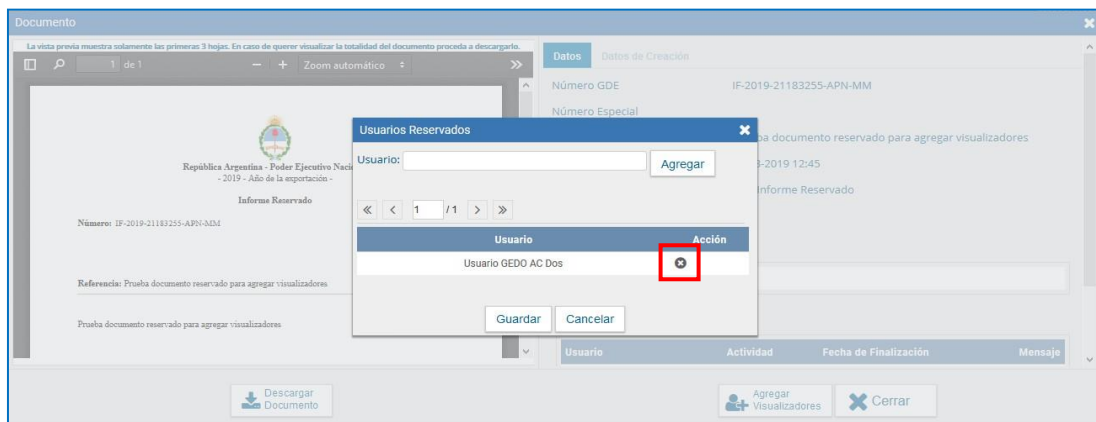 Documento
La vista previa muestra solamente las primeras 3 hojas. En caso de querer visualizar la totalidad del documento proceda a descargarlo.
1 de 1
Zoom automático
República Argentina - Poder Ejecutivo Naci
- 2019 - Año de la exportación -
Informe Reservado
Número: IF-2019-21183255-APN-MM
Referencia: Prueba documento reservado para agregar visualizadores
Prueba documento reservado para agregar visualizadores
Descargar
Documento
Usuarios Reservados
Usuario:
Agregar
1 / 1
Usuario Acción
Usuario GEDO AC Dos
Guardar Cancelar
Datos Datos de Creación
Número GDE IF-2019-21183255-APN-MM
Número Especial
documento reservado para agregar visualizadores
-2019 12:45
Informe Reservado
Usuario Actividad Fecha de Finalización Mensaje
Agregar
Visualizadores
Cerrar